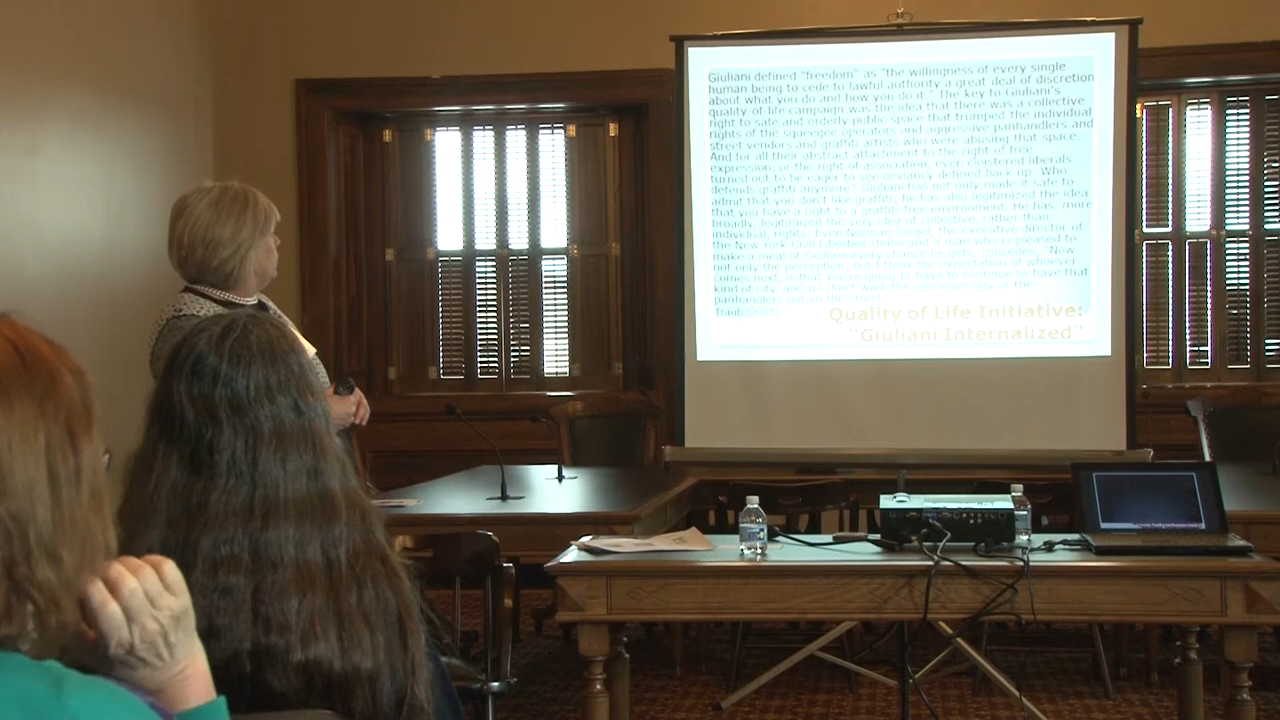 Giuliani defined "freedom" as "the willingness of every single
human being to cede to lawful authority a great deal of discretion
about what you do and how you do it." The key to Giuliani's
quality-of-life campaign was the idea that there was a collective
right to safe and orderly public space that trumped the individual
rights of the squeegee operators and aggressive panhandlers and
street vendors and graffiti artists who were abusing that space.
And for all their abstract attachment to the right of free
expression, or the right of association, even cloistered liberals
turned out to be eager to see deviancy defined back up. Who
defends graffiti anymore? Giuliani has not only made it safe to
admit that you don't like graffiti, he has also legitimized the idea
that you have a right to a graffiti-free environment. He has, more
broadly, legitimized the very idea of collective, rather than
individual, rights. Even Norman Siegel, the executive director of
the New York Civil Liberties Union and a man who is pleased to
make a meal of Giuliani every chance he gets, concedes, "Now
not only the perception, but I think the expectation of whoever
comes next, is that you're going to have to continue to have that
kind of city, and we don't want the squeegee guy or the
panhandlers out on the street.
Traub (2001)
Quality of Life Initiative:
"Giuliani Internalized"